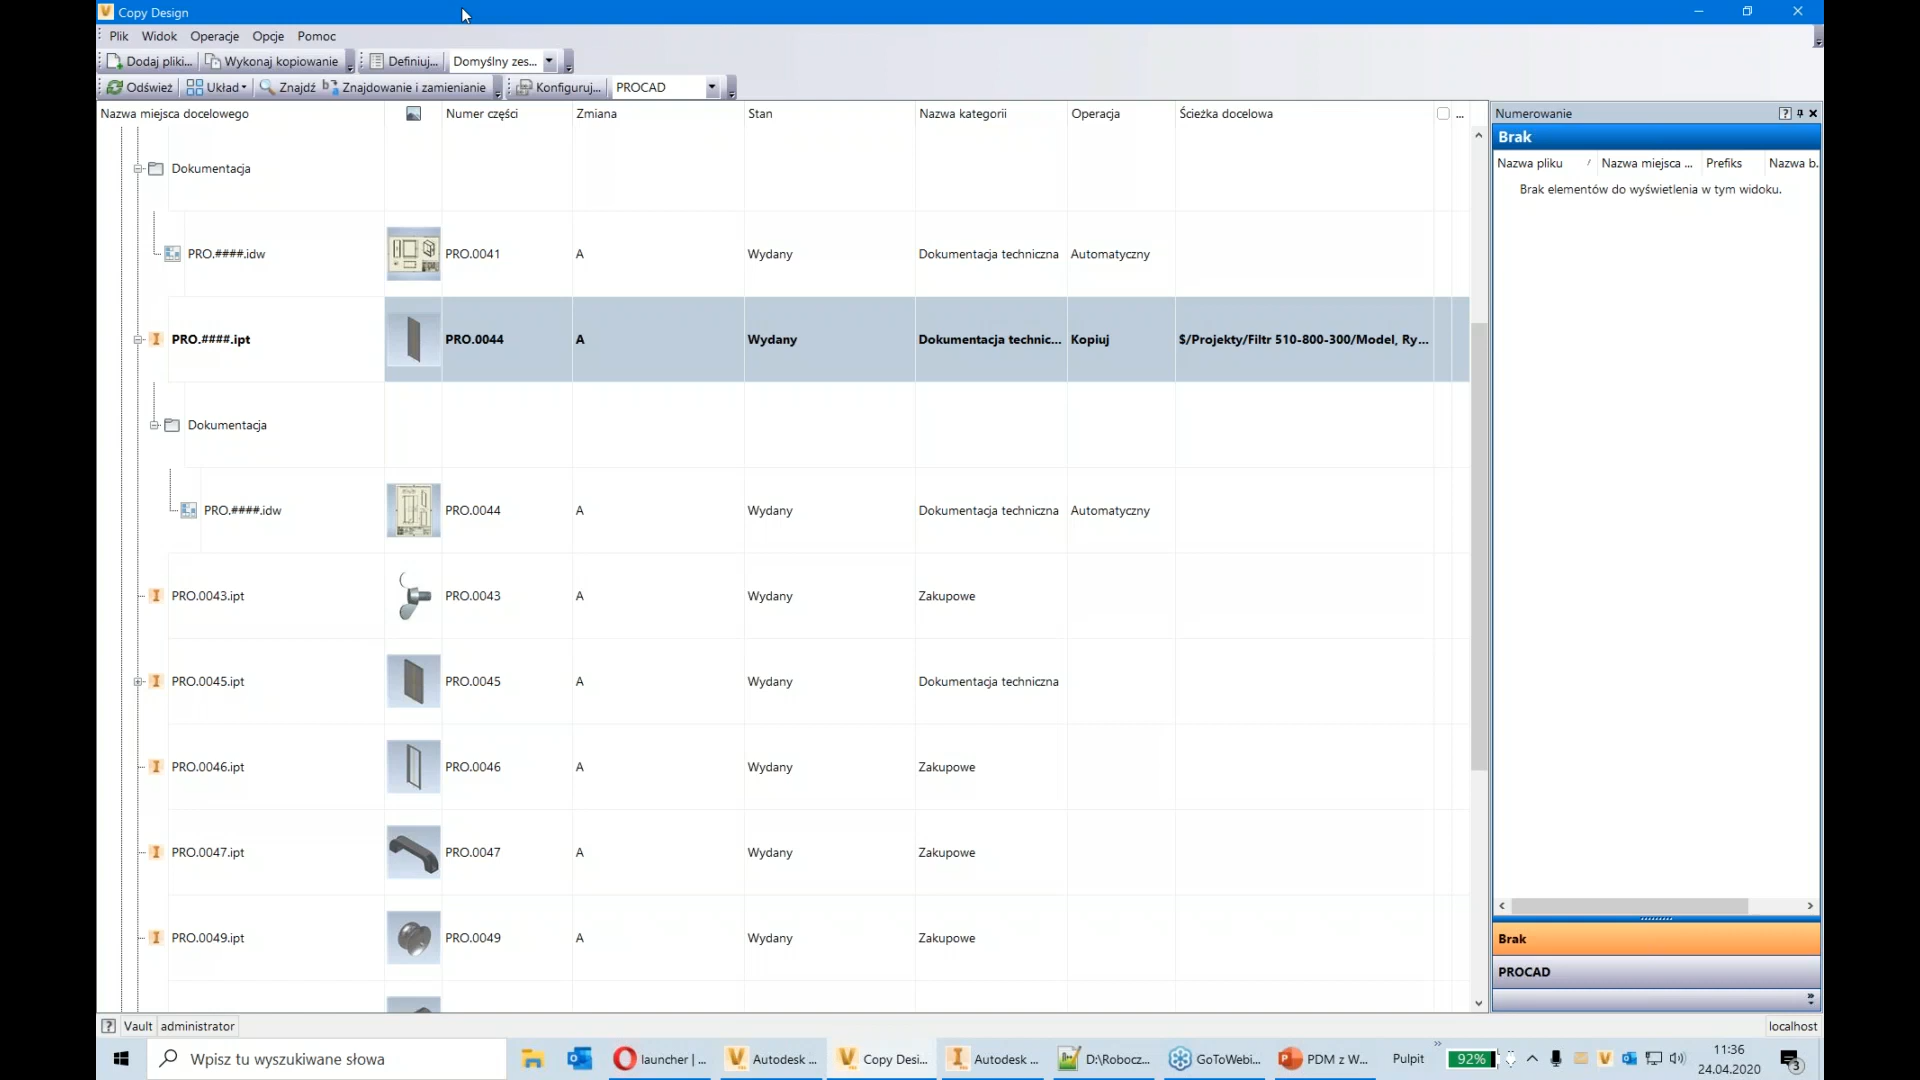 Copy Design
Plik Widok Operacje Opcje Pomoc
Dodaj pliki... Wykonaj kopiowanie Definiuj... Domyślny zes...
Odśwież Układ Znajdź Znajdowanie i zamienianie Konfiguruj... PROCAD
Nazwa miejsca docelowego Numer części Zmiana Stan Nazwa kategorii Operacja Ścieżka docelowa ...
Dokumentacja
PRO.####.idw PRO.0041 A Wydany Dokumentacja techniczna Automatyczny
PRO.####.ipt PRO.0044 A Wydany Dokumentacja technic... Kopiuj $/Projekty/Filtr 510-800-300/Model, Ry...
Dokumentacja
PRO.####.idw PRO.0044 A Wydany Dokumentacja techniczna Automatyczny
PRO.0043.ipt PRO.0043 A Wydany Zakupowe
PRO.0045.ipt PRO.0045 A Wydany Dokumentacja techniczna
PRO.0046.ipt PRO.0046 A Wydany Zakupowe
PRO.0047.ipt PRO.0047 A Wydany Zakupowe
PRO.0049.ipt PRO.0049 A Wydany Zakupowe
Numerowanie
Brak
Nazwa pliku Nazwa miejsca ... Prefiks Nazwa b.
Brak elementów do wyświetlenia w tym widoku.
Brak
PROCAD
Vault administrator localhost
Wpisz tu wyszukiwane słowa launcher | ... Autodesk ... Copy Desi... Autodesk ... D:\Robocz... GoToWebi... PDM z W... Pulpit 92% 11:36
24.04.2020 3